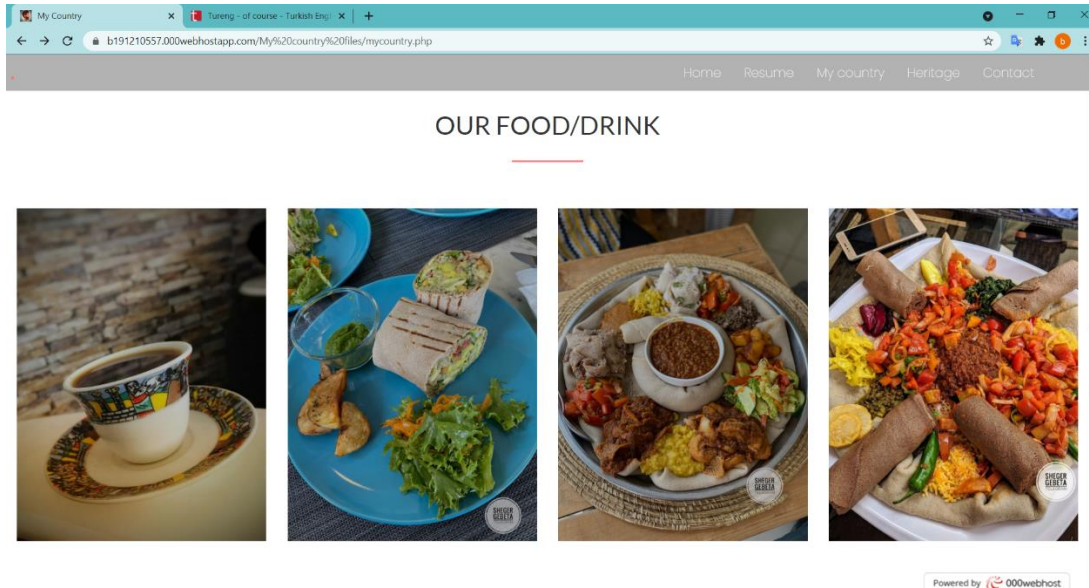 My Country
Tureng - of course - Turkish Engl
b191210557.000webhostapp.com/My%20country%20files/mycountry.php
b
Home Resume My country Heritage Contact
OUR FOOD/DRINK
SHEGER
GEBETA
SHEGER
GEBETA
SHEGER
GEBETA
Powered by 000webhost